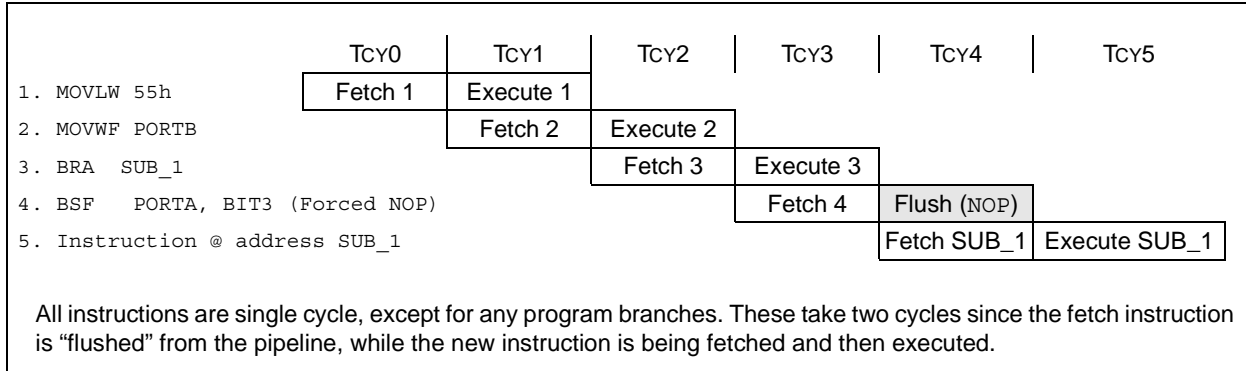 TCY0 TCY1 TCY2 TCY3 TCY4 TCY5
1. MOVLW 55h Fetch 1 Execute 1
2. MOVWF PORTB Fetch 2 Execute 2
3. BRA SUB_1 Fetch 3 Execute 3
4. BSF PORTA, BIT3 (Forced NOP) Fetch 4 Flush (NOP)
5. Instruction @ address SUB_1 Fetch SUB_1 Execute SUB_1
All instructions are single cycle, except for any program branches. These take two cycles since the fetch instruction
is “flushed” from the pipeline, while the new instruction is being fetched and then executed.